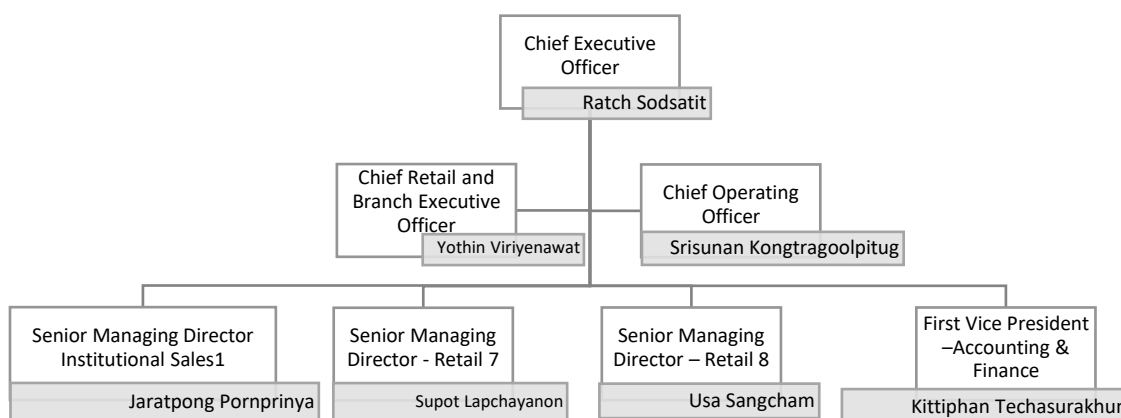 Chief Executive
Officer
Ratch Sodsatit
Chief Retail and
Branch Executive
Officer
Yothin Viriyenawat
Chief Operating
Officer
Srisunan Kongtragoolpitug
Senior Managing Director
Institutional Sales1
Jaratpong Pornprinya
Senior Managing
Director - Retail 7
Supot Lapchayanon
Senior Managing
Director – Retail 8
Usa Sangcham
First Vice President
–Accounting &
Finance
Kittiphan Techasurakhun